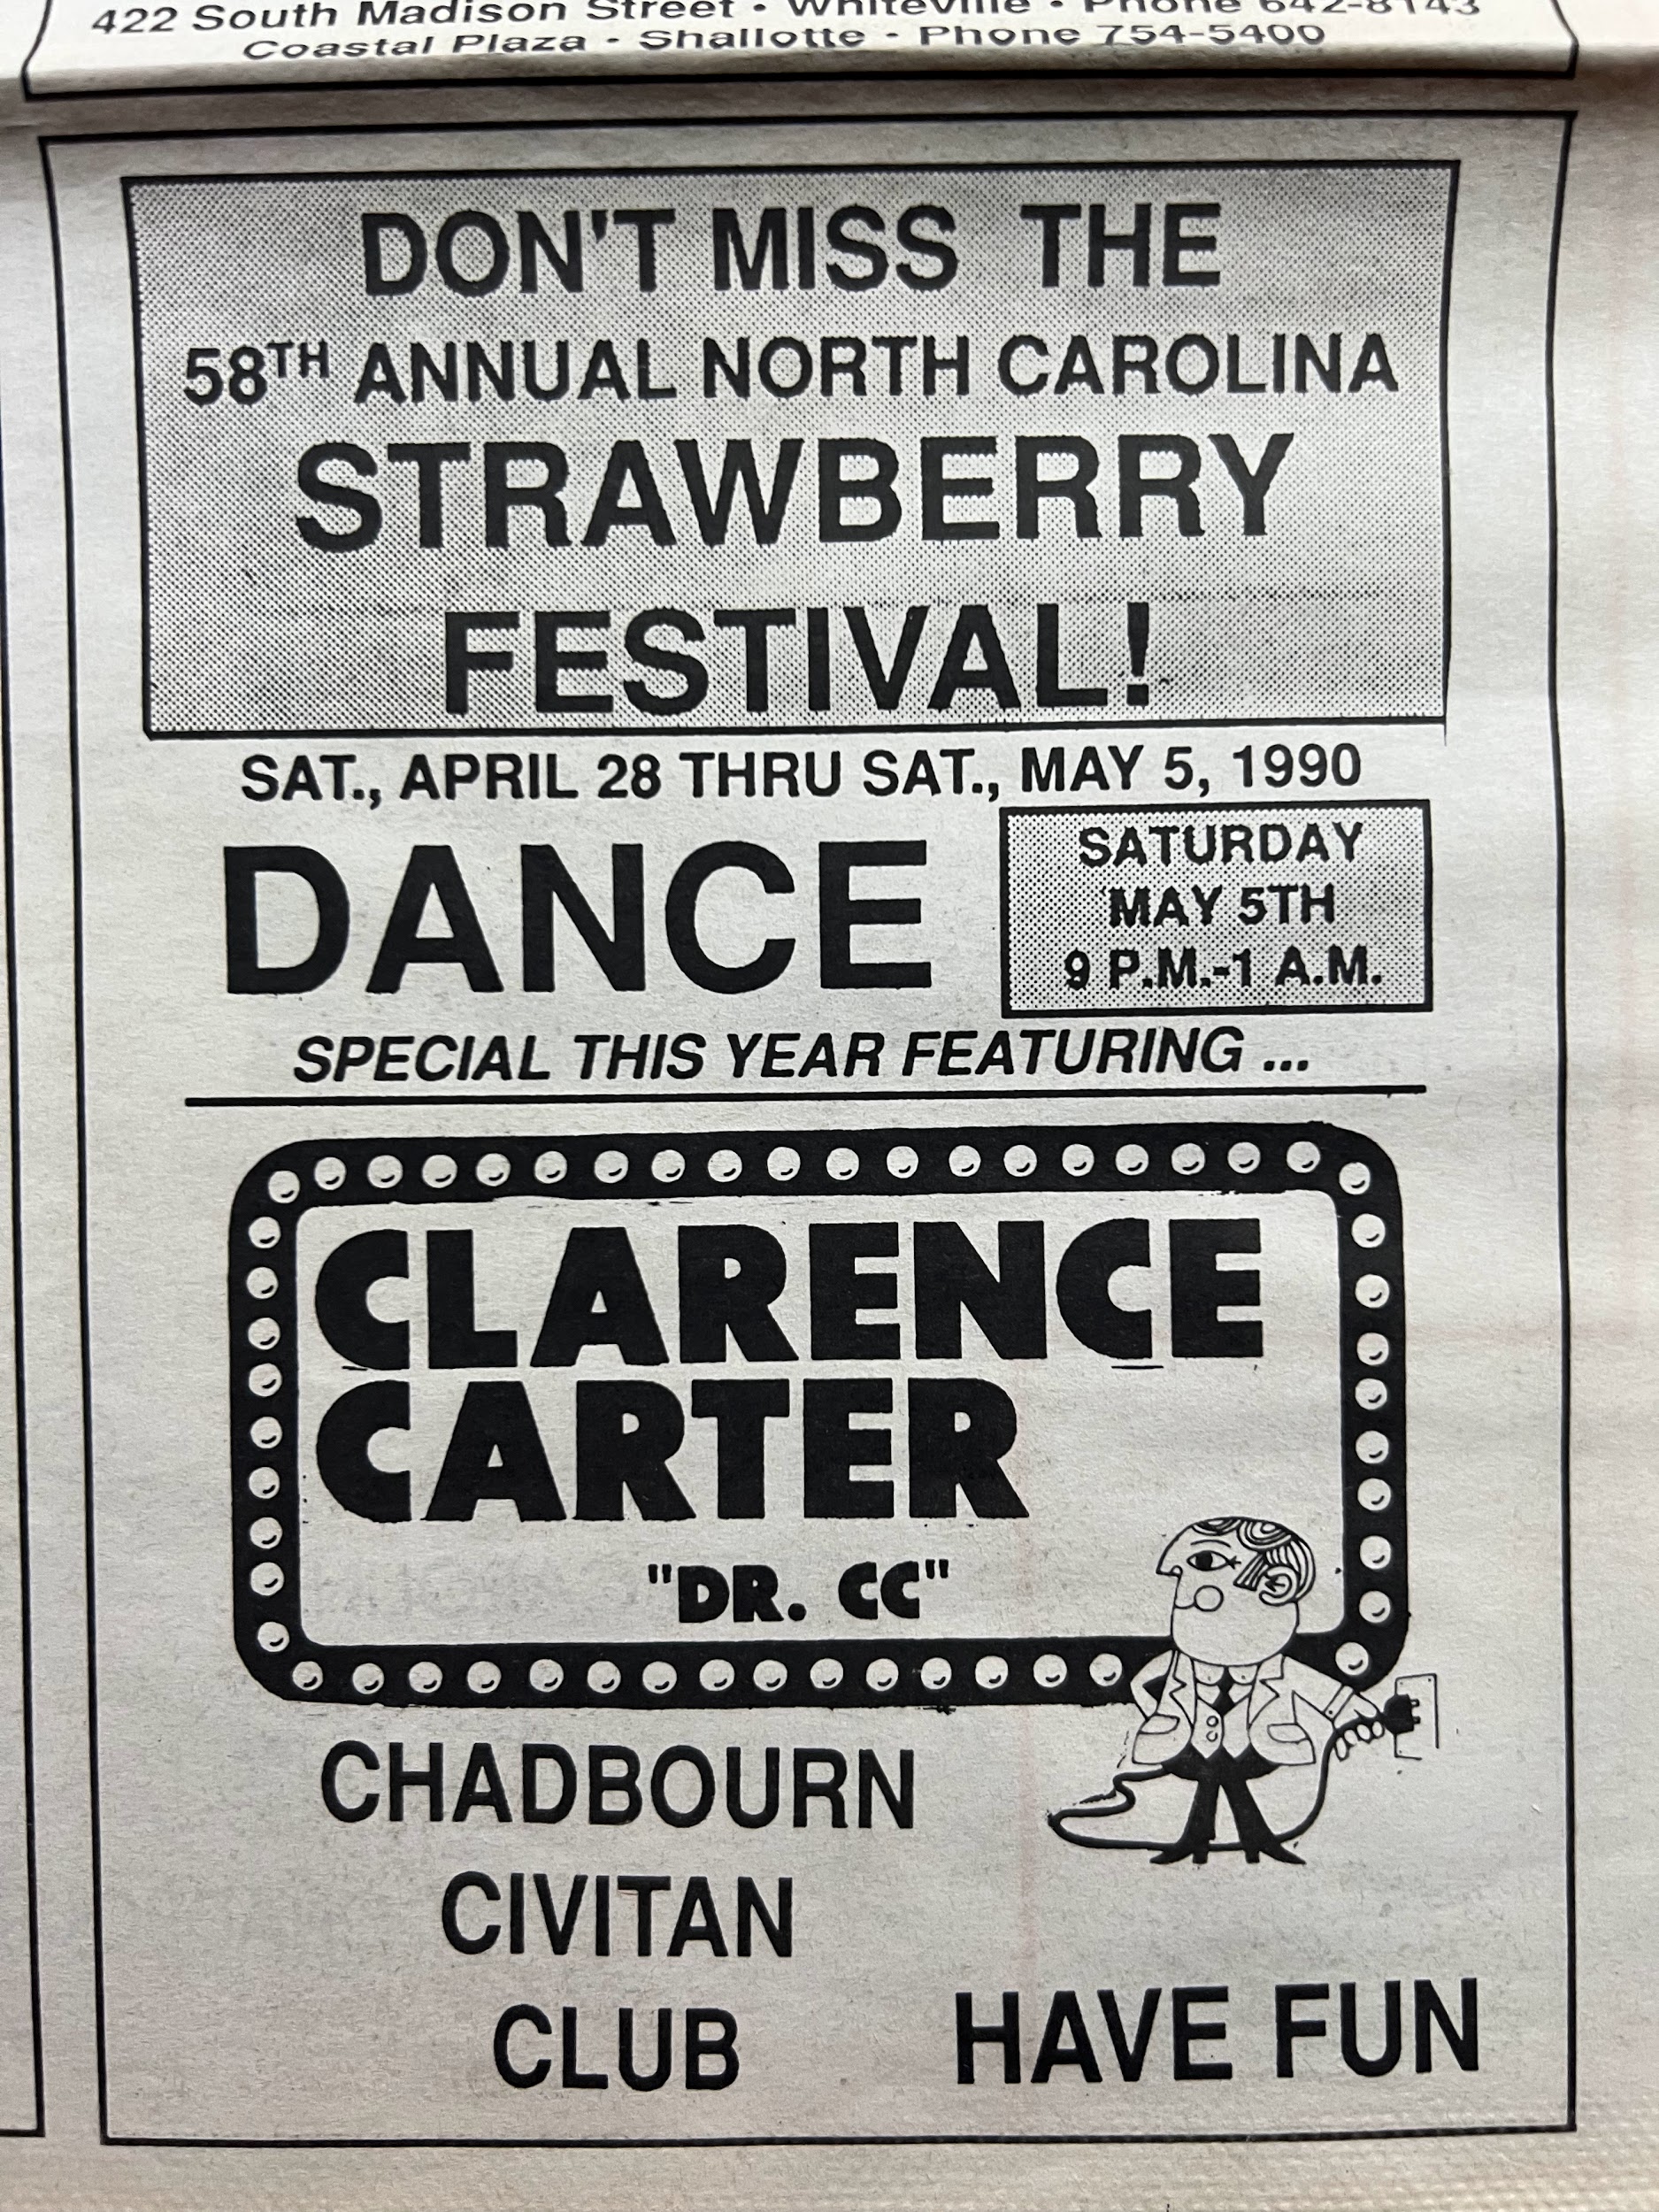 422 South Madison Street • Whiteville • Phone 642-8143
Coastal Plaza • Shallotte • Phone 754-5400
DON'T MISS THE
58TH ANNUAL NORTH CAROLINA
STRAWBERRY
FESTIVAL!
SAT., APRIL 28 THRU SAT., MAY 5, 1990
DANCE
SATURDAY
MAY 5TH
9 P.M.-1 A.M.
SPECIAL THIS YEAR FEATURING ...
CLARENCE
CARTER
"DR. CC"
CHADBOURN
CIVITAN
CLUB
HAVE FUN